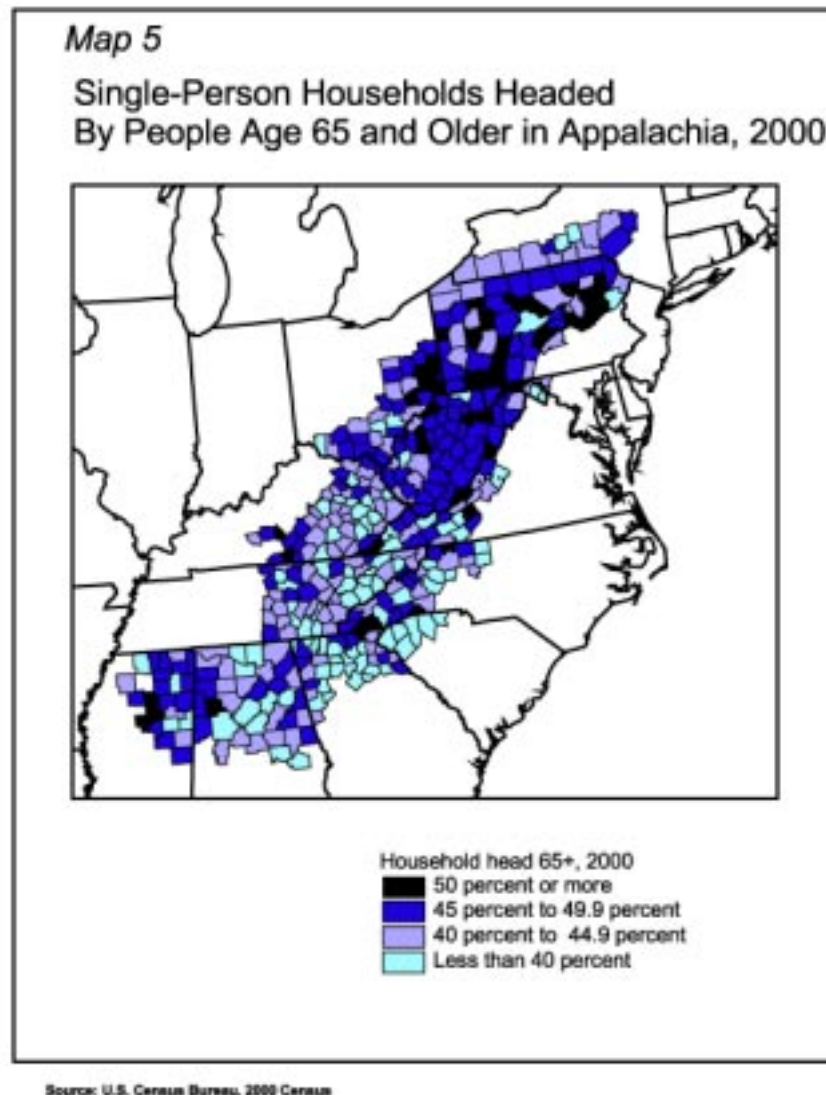 Map 5
Single-Person Households Headed
By People Age 65 and Older in Appalachia, 2000
Household head 65+, 2000
50 percent or more
45 percent to 49.9 percent
40 percent to 44.9 percent
Less than 40 percent
Source: U.S. Census Bureau, 2000 Census